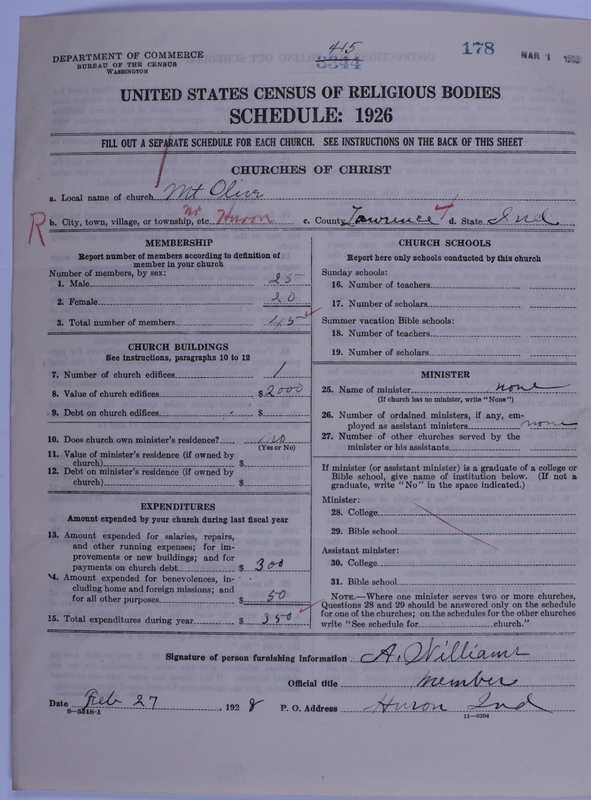 415
DEPARTMENT OF COMMERCE
BUREAU OF THE CENSUS
WASHINGTON
3344
178
MAR 1
UNITED STATES CENSUS OF RELIGIOUS BODIES
SCHEDULE: 1926
FILL OUT A SEPARATE SCHEDULE FOR EACH CHURCH. SEE INSTRUCTIONS ON THE BACK OF THIS SHEET
CHURCHES OF CHRIST
a. Local name of church Mt Olive
R b. City, town, village, or township, etc. nr Huron c. County Lawrence d. State Ind
MEMBERSHIP
Report number of members according to definition of
member in your church
Number of members, by sex:
1. Male 25
2. Female 20
3. Total number of members 45
CHURCH BUILDINGS
See instructions, paragraphs 10 to 12
7. Number of church edifices 1
8. Value of church edifices $ 2000
9. Debt on church edifices $
10. Does church own minister's residence? no
(Yes or No)
11. Value of minister's residence (if owned by
church) $
12. Debt on minister's residence (if owned by
church) $
EXPENDITURES
Amount expended by your church during last fiscal year
13. Amount expended for salaries, repairs,
and other running expenses; for im-
provements or new buildings; and for
payments on church debt $ 300
14. Amount expended for benevolences, in-
cluding home and foreign missions; and
for all other purposes $ 50
15. Total expenditures during year $ 350
CHURCH SCHOOLS
Report here only schools conducted by this church
Sunday schools:
16. Number of teachers
17. Number of scholars
Summer vacation Bible schools:
18. Number of teachers
19. Number of scholars
MINISTER
25. Name of minister none
(If church has no minister, write "None")
26. Number of ordained ministers, if any, em-
ployed as assistant ministers none
27. Number of other churches served by the
minister or his assistants
If minister (or assistant minister) is a graduate of a college or
Bible school, give name of institution below. (If not a
graduate, write "No" in the space indicated.)
Minister:
28. College
29. Bible school
Assistant minister:
30. College
31. Bible school
NOTE.—Where one minister serves two or more churches,
Questions 28 and 29 should be answered only on the schedule
for one of the churches; on the schedules for the other churches
write "See schedule for church."
Signature of person furnishing information A. Williams
Official title member
Date Feb 27, 1928 P. O. Address Huron Ind
8-5518-1
11-6204